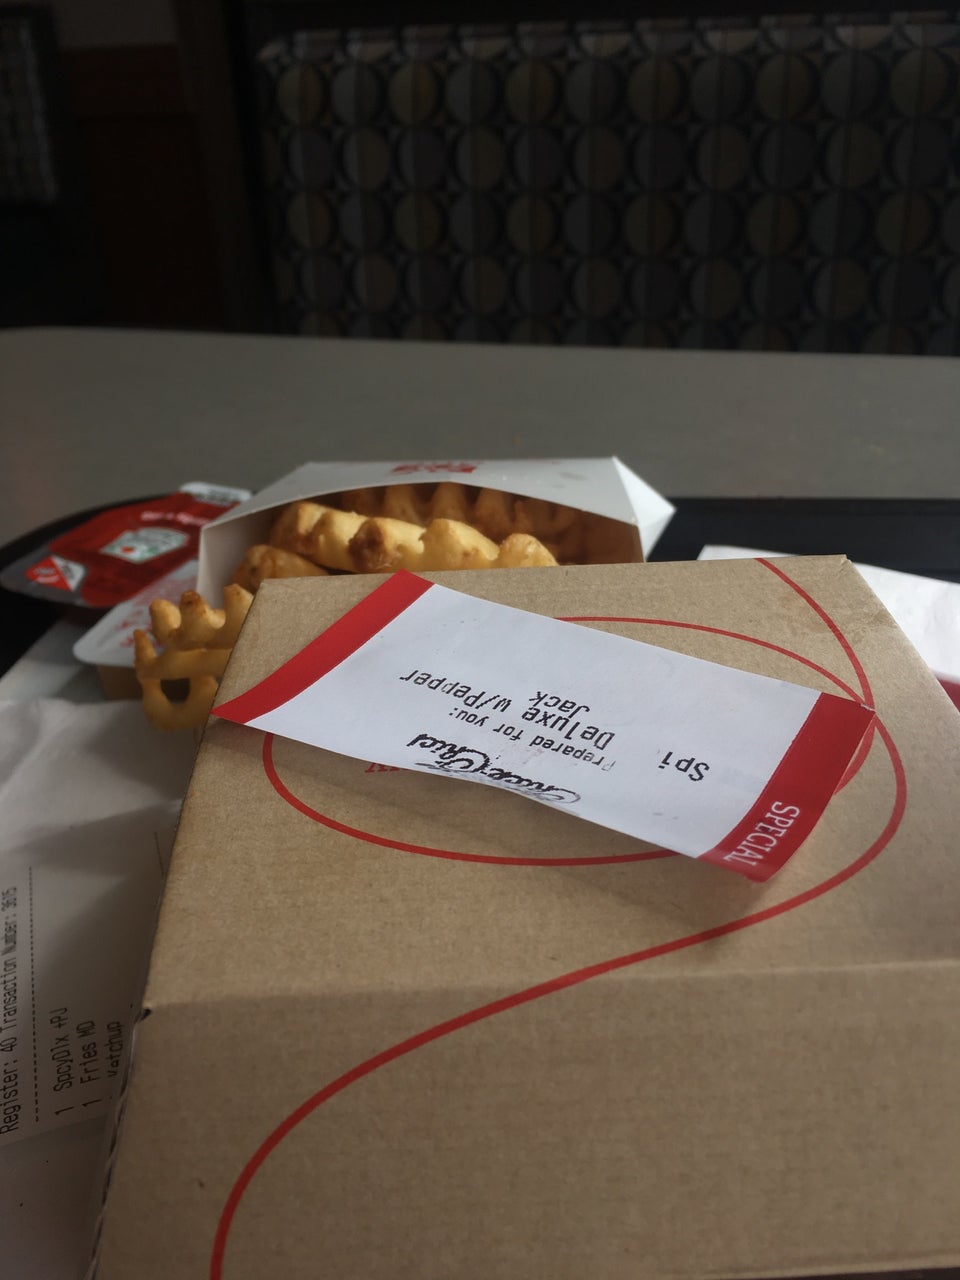 Spi
Deluxe w/Pepper
Jack
Prepared for you:
SPECIAL
Register: 40 Transaction Number: 3615
1 SpcyDlx +PJ
1 Fries MD
Ketchup